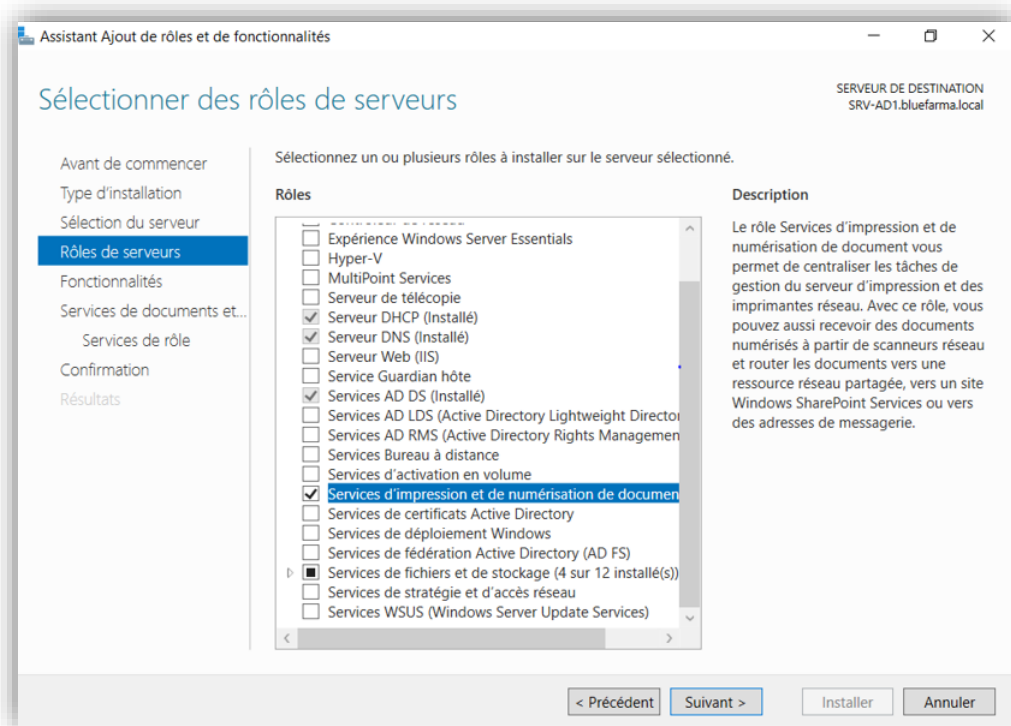 Assistant Ajout de rôles et de fonctionnalités
Sélectionner des rôles de serveurs
SERVEUR DE DESTINATION
SRV-AD1.bluefarma.local
Avant de commencer
Type d'installation
Sélection du serveur
Rôles de serveurs
Fonctionnalités
Services de documents et...
Services de rôle
Confirmation
Résultats
Sélectionnez un ou plusieurs rôles à installer sur le serveur sélectionné.
Rôles
Expérience Windows Server Essentials
Hyper-V
MultiPoint Services
Serveur de télécopie
Serveur DHCP (Installé)
Serveur DNS (Installé)
Serveur Web (IIS)
Service Guardian hôte
Services AD DS (Installé)
Services AD LDS (Active Directory Lightweight Director
Services AD RMS (Active Directory Rights Managemen
Services Bureau à distance
Services d'activation en volume
Services d'impression et de numérisation de documen
Services de certificats Active Directory
Services de déploiement Windows
Services de fédération Active Directory (AD FS)
Services de fichiers et de stockage (4 sur 12 installé(s))
Services de stratégie et d'accès réseau
Services WSUS (Windows Server Update Services)
Description
Le rôle Services d'impression et de
numérisation de document vous
permet de centraliser les tâches de
gestion du serveur d'impression et des
imprimantes réseau. Avec ce rôle, vous
pouvez aussi recevoir des documents
numérisés à partir de scanneurs réseau
et router les documents vers une
ressource réseau partagée, vers un site
Windows SharePoint Services ou vers
des adresses de messagerie.
< Précédent
Suivant >
Installer
Annuler